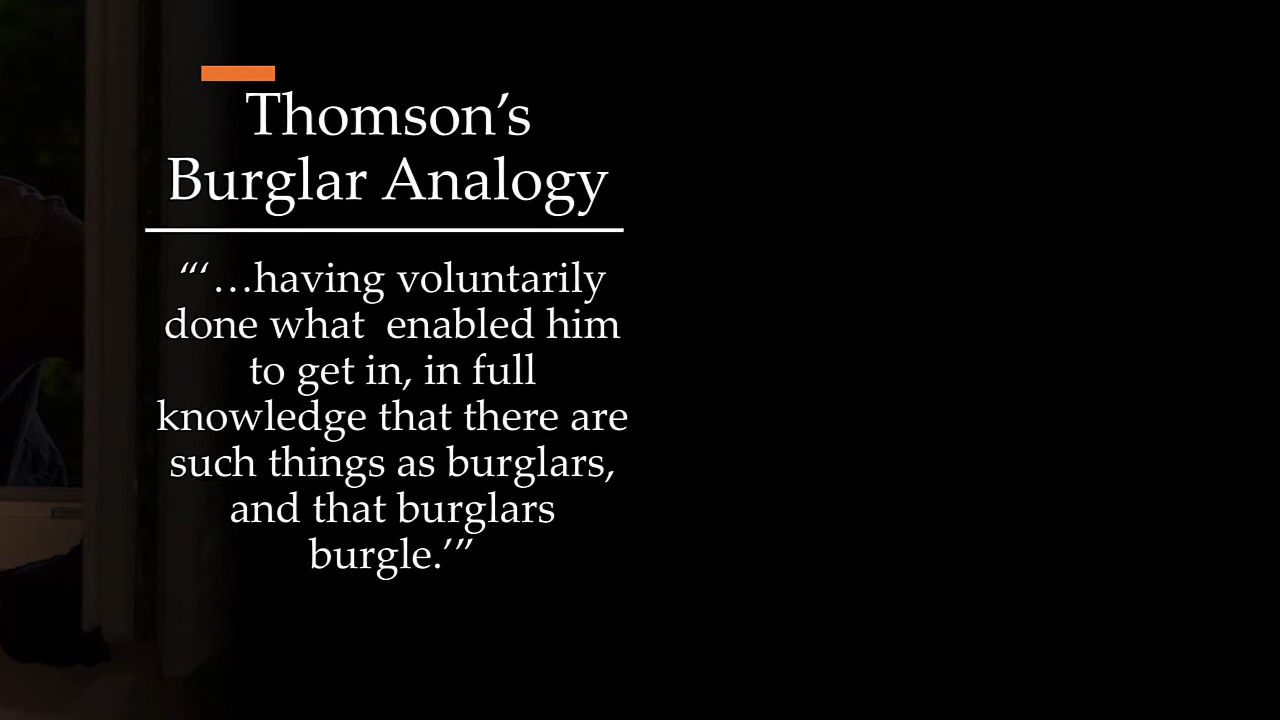 Thomson’s
Burglar Analogy
“‘…having voluntarily
done what  enabled him
to get in, in full
knowledge that there are
such things as burglars,
and that burglars
burgle.’”